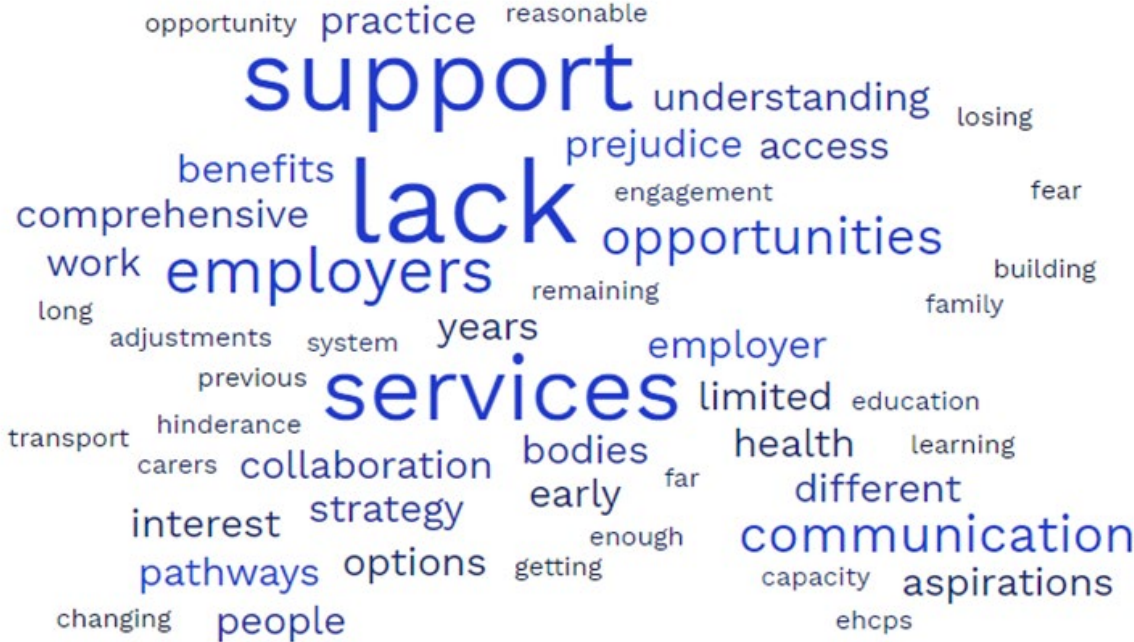 opportunity practice reasonable
support understanding losing
prejudice access
benefits lack engagement fear
comprehensive opportunities
work employers remaining building
long family
adjustments system years employer
previous services limited education
transport hinderance health learning
carers collaboration bodies far
interest strategy early different
enough communication
pathways options getting capacity aspirations
changing people ehcps